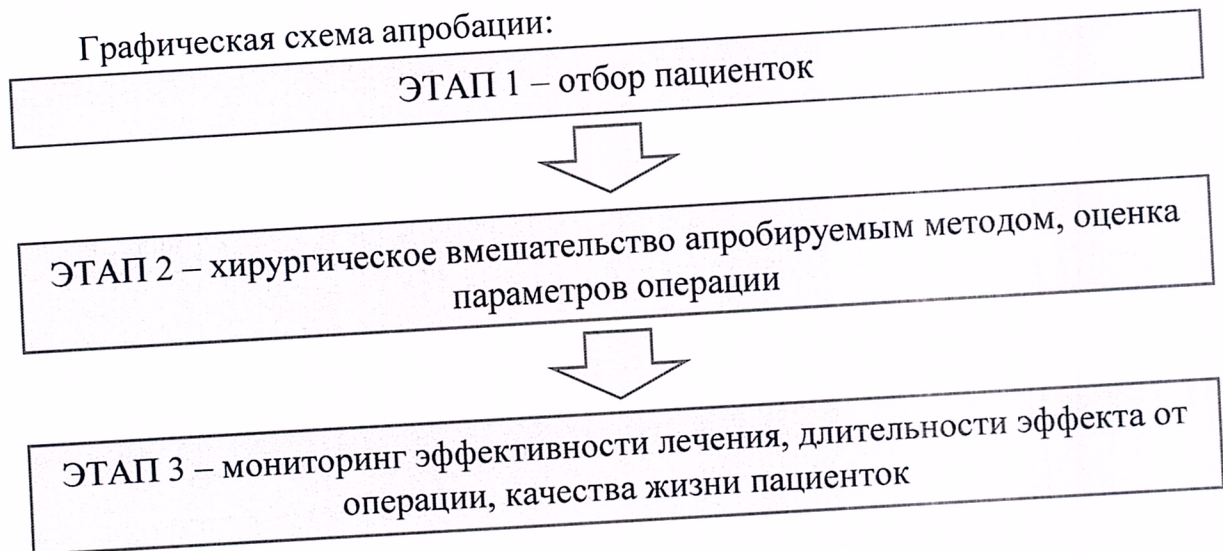 Графическая схема апробации:
ЭТАП 1 – отбор пациенток
ЭТАП 2 – хирургическое вмешательство апробируемым методом, оценка
параметров операции
ЭТАП 3 – мониторинг эффективности лечения, длительности эффекта от
операции, качества жизни пациенток